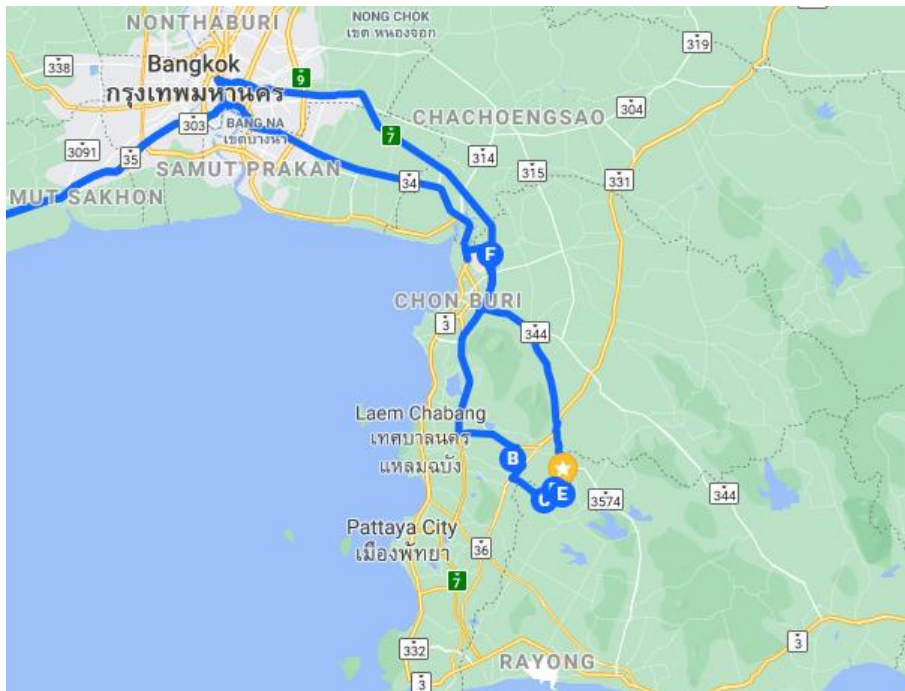 NONG CHOK
เขต หนองจอก
NONTHABURI
319
338
Bangkok
กรุงเทพมหานคร
9
304
CHACHOENGSAO
303
BANG NA
เขตบางนา
7
3091
35
314
315
SAMUT PRAKAN
34
331
MUT SAKHON
F
CHON BURI
3
344
Laem Chabang
เทศบาลนคร
แหลมฉบัง
B
C
E
3574
344
Pattaya City
เมืองพัทยา
36
7
332
3
3
RAYONG